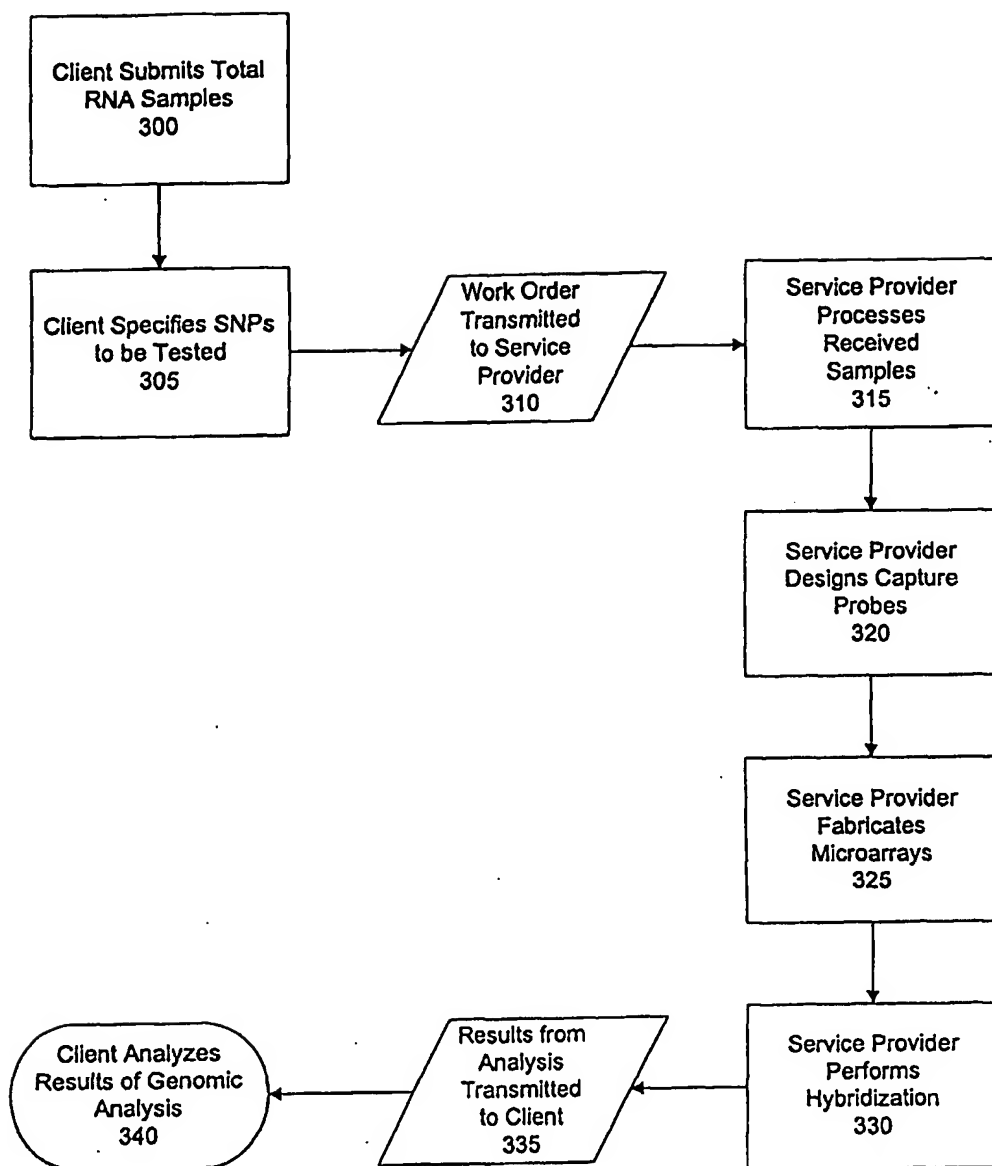 Client Submits Total
RNA Samples
300
Client Specifies SNPs
to be Tested
305
Work Order
Transmitted
to Service
Provider
310
Service Provider
Processes
Received
Samples
315
Service Provider
Designs Capture
Probes
320
Service Provider
Fabricates
Microarrays
325
Service Provider
Performs
Hybridization
330
Results from
Analysis
Transmitted
to Client
335
Client Analyzes
Results of Genomic
Analysis
340